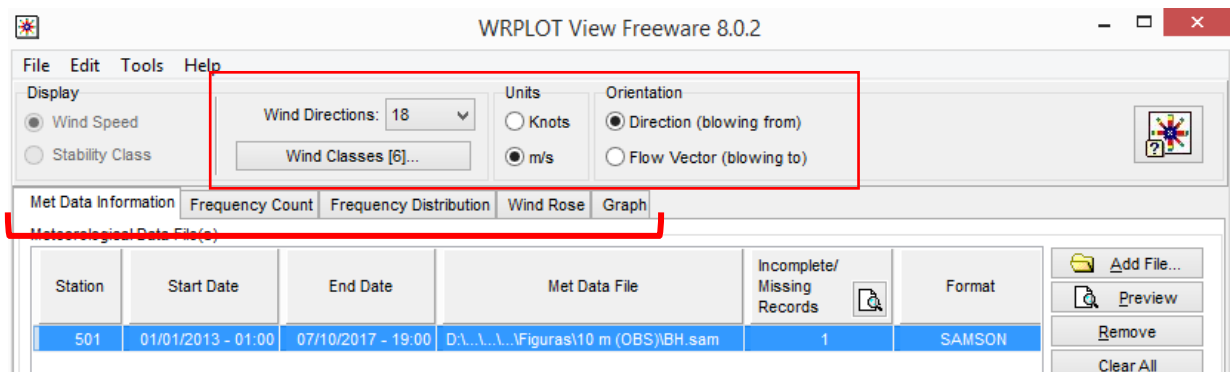 WRPLOT View Freeware 8.0.2
File Edit Tools Help
Display
Wind Speed
Stability Class
Wind Directions: 18
Wind Classes [6]...
Units
Knots
m/s
Orientation
Direction (blowing from)
Flow Vector (blowing to)
Met Data Information Frequency Count Frequency Distribution Wind Rose Graph
Meteorological Data File(s)
Station Start Date End Date Met Data File Incomplete/ Missing Records Format
501 01/01/2013 - 01:00 07/10/2017 - 19:00 D:\...\...\...\Figuras\10 m (OBS)\BH.sam 1 SAMSON
Add File...
Preview
Remove
Clear All